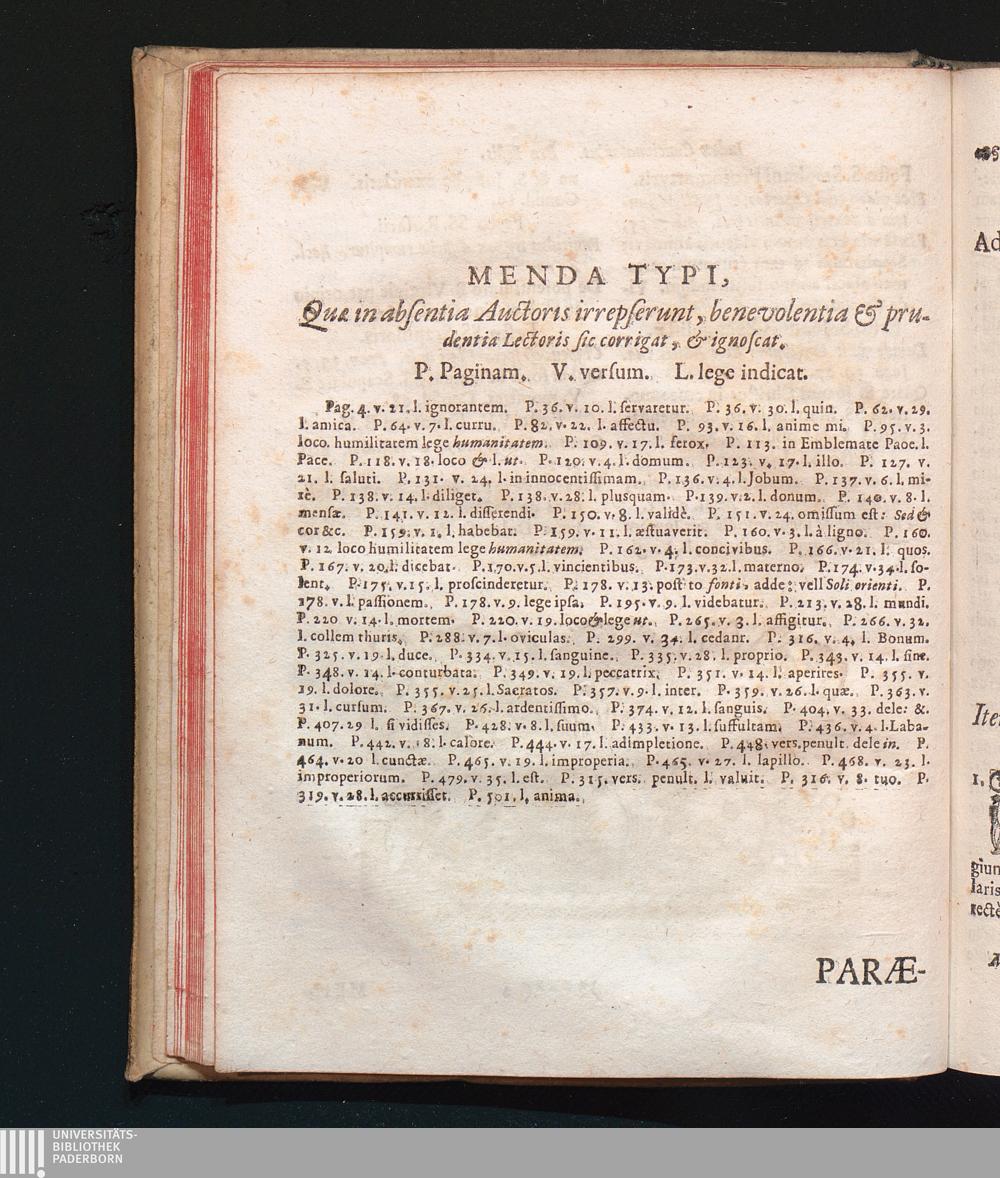 MENDA TYPI,
Quæ in absentia Auctoris irrepserunt, benevolentia & pru-
dentia Lectoris sic corrigat, & ignoscat.
P. Paginam. V. versum. L. lege indicat.
Pag. 4. v. 21. l. ignorantem. P. 36. v. 10. l. servaretur. P. 36. v. 30. l. quin. P. 62. v. 29.
l. amica. P. 64. v. 7. l. curru. P. 82. v. 22. l. affectu. P. 93. v. 16. l. anime mi. P. 95. v. 3.
loco. humilitatem lege humanitatem. P. 109. v. 17. l. ferox. P. 113. in Emblemate Paoe. l.
Pace. P. 118. v. 18. loco & l. ut. P. 120. v. 4. l. domum. P. 123. v. 17. l. illo. P. 127. v.
21. l. saluti. P. 131. v. 24. l. in innocentissimam. P. 136. v. 4. l. Jobum. P. 137. v. 6. l. mi-
rè. P. 138. v. 14. l. diliget. P. 138. v. 28. l. plusquam. P. 139. v. 2. l. donum. P. 140. v. 8. l.
mensæ. P. 141. v. 12. l. disserendi. P. 150. v. 8. l. validè. P. 151. v. 24. omissum est: Sed &
cor &c. P. 159. v. 1. l. habebat. P. 159. v. 11. l. æstuaverit. P. 160. v. 3. l. à ligno. P. 160.
v. 12. loco humilitatem lege humanitatem. P. 162. v. 4. l. concivibus. P. 166. v. 21. l. quos.
P. 167. v. 20. l. dicebat. P. 170. v. 5. l. vincientibus. P. 173. v. 32. l. materno. P. 174. v. 34. l. so-
lent. P. 175. v. 15. l. proscinderetur. P. 178. v. 13. post to fonti, adde: vell Soli orienti. P.
178. v. l. passionem. P. 178. v. 9. lege ipsa. P. 195. v. 9. l. videbatur. P. 213. v. 28. l. mundi.
P. 220 v. 14. l. mortem. P. 220. v. 19. loco & lege ut. P. 265. v. 3. l. affigitur. P. 266. v. 32.
l. collem thuris. P. 288. v. 7. l. oviculas. P. 299. v. 34. l. cedant. P. 316. v. 4. l. Bonum.
P. 325. v. 19. l. duce. P. 334. v. 15. l. sanguine. P. 335. v. 28. l. proprio. P. 343. v. 14. l. sine.
P. 348. v. 14. l. conturbata. P. 349. v. 19. l. peccatrix. P. 351. v. 14. l. aperires. P. 355. v.
19. l. dolore. P. 355. v. 25. l. Sacratos. P. 357. v. 9. l. inter. P. 359. v. 26. l. quæ. P. 363. v.
31. l. cursum. P. 367. v. 26. l. ardentissimo. P. 374. v. 12. l. sanguis. P. 404. v. 33. dele: &.
P. 407. 29 l. si vidisses. P. 428. v. 8. l. suum. P. 433. v. 13. l. suffultam. P. 436. v. 4. l. Laba-
num. P. 442. v. 8. l. calore. P. 444. v. 17. l. adimpletione. P. 448. vers. penult. dele in. P.
464. v. 20 l. cunctæ. P. 465. v. 19. l. improperia. P. 465. v. 27. l. lapillo. P. 468. v. 23. l.
improperiorum. P. 479. v. 35. l. est. P. 315. vers. penult. l. valuit. P. 316. v. 8. tuo. P.
319. v. 28. l. accurrisset. P. 501. l. anima.
PARÆ-
Ad
Ite
1.
giun
laris
rectè
UNIVERSITÄTS-
BIBLIOTHEK
PADERBORN